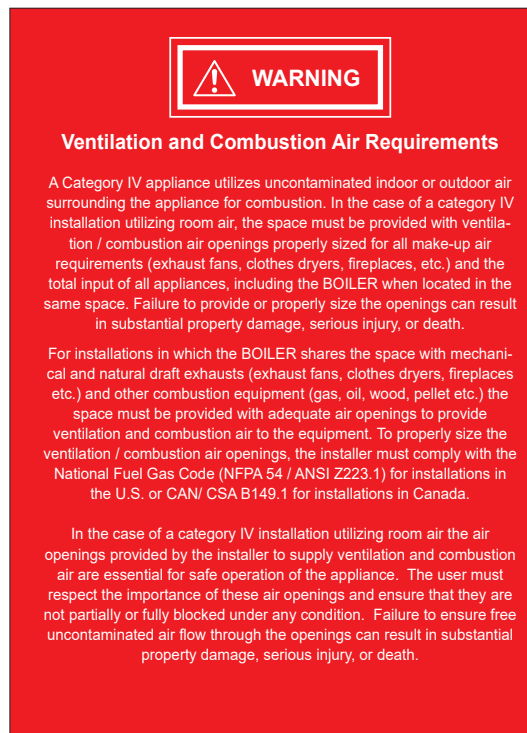 WARNING
Ventilation and Combustion Air Requirements
A Category IV appliance utilizes uncontaminated indoor or outdoor air
surrounding the appliance for combustion. In the case of a category IV
installation utilizing room air, the space must be provided with ventila-
tion / combustion air openings properly sized for all make-up air
requirements (exhaust fans, clothes dryers, fireplaces, etc.) and the
total input of all appliances, including the BOILER when located in the
same space. Failure to provide or properly size the openings can result
in substantial property damage, serious injury, or death.
For installations in which the BOILER shares the space with mechani-
cal and natural draft exhausts (exhaust fans, clothes dryers, fireplaces
etc.) and other combustion equipment (gas, oil, wood, pellet etc.) the
space must be provided with adequate air openings to provide
ventilation and combustion air to the equipment. To properly size the
ventilation / combustion air openings, the installer must comply with the
National Fuel Gas Code (NFPA 54 / ANSI Z223.1) for installations in
the U.S. or CAN/ CSA B149.1 for installations in Canada.
In the case of a category IV installation utilizing room air the air
openings provided by the installer to supply ventilation and combustion
air are essential for safe operation of the appliance.  The user must
respect the importance of these air openings and ensure that they are
not partially or fully blocked under any condition.  Failure to ensure free
uncontaminated air flow through the openings can result in substantial
property damage, serious injury, or death.